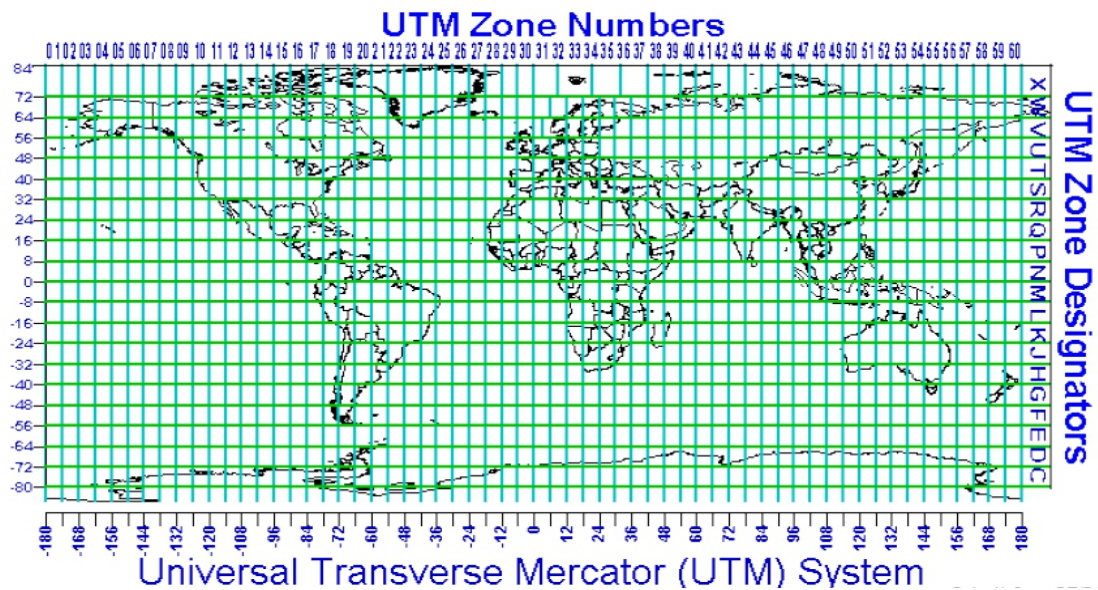 UTM Zone Numbers
01 02 03 04 05 06 07 08 09 10 11 12 13 14 15 16 17 18 19 20 21 22 23 24 25 26 27 28 29 30 31 32 33 34 35 36 37 38 39 40 41 42 43 44 45 46 47 48 49 50 51 52 53 54 55 56 57 58 59 60
84
72
64
56
48
40
32
24
16
8
0
-8
-16
-24
-32
-40
-48
-56
-64
-72
-80
X
W
V
U
T
S
R
Q
P
N
M
L
K
J
H
G
F
E
D
C
UTM Zone Designators
-180 -168 -156 -144 -132 -120 -108 -96 -84 -72 -60 -48 -36 -24 -12 0 12 24 36 48 60 72 84 96 108 120 132 144 156 168 180
Universal Transverse Mercator (UTM) System